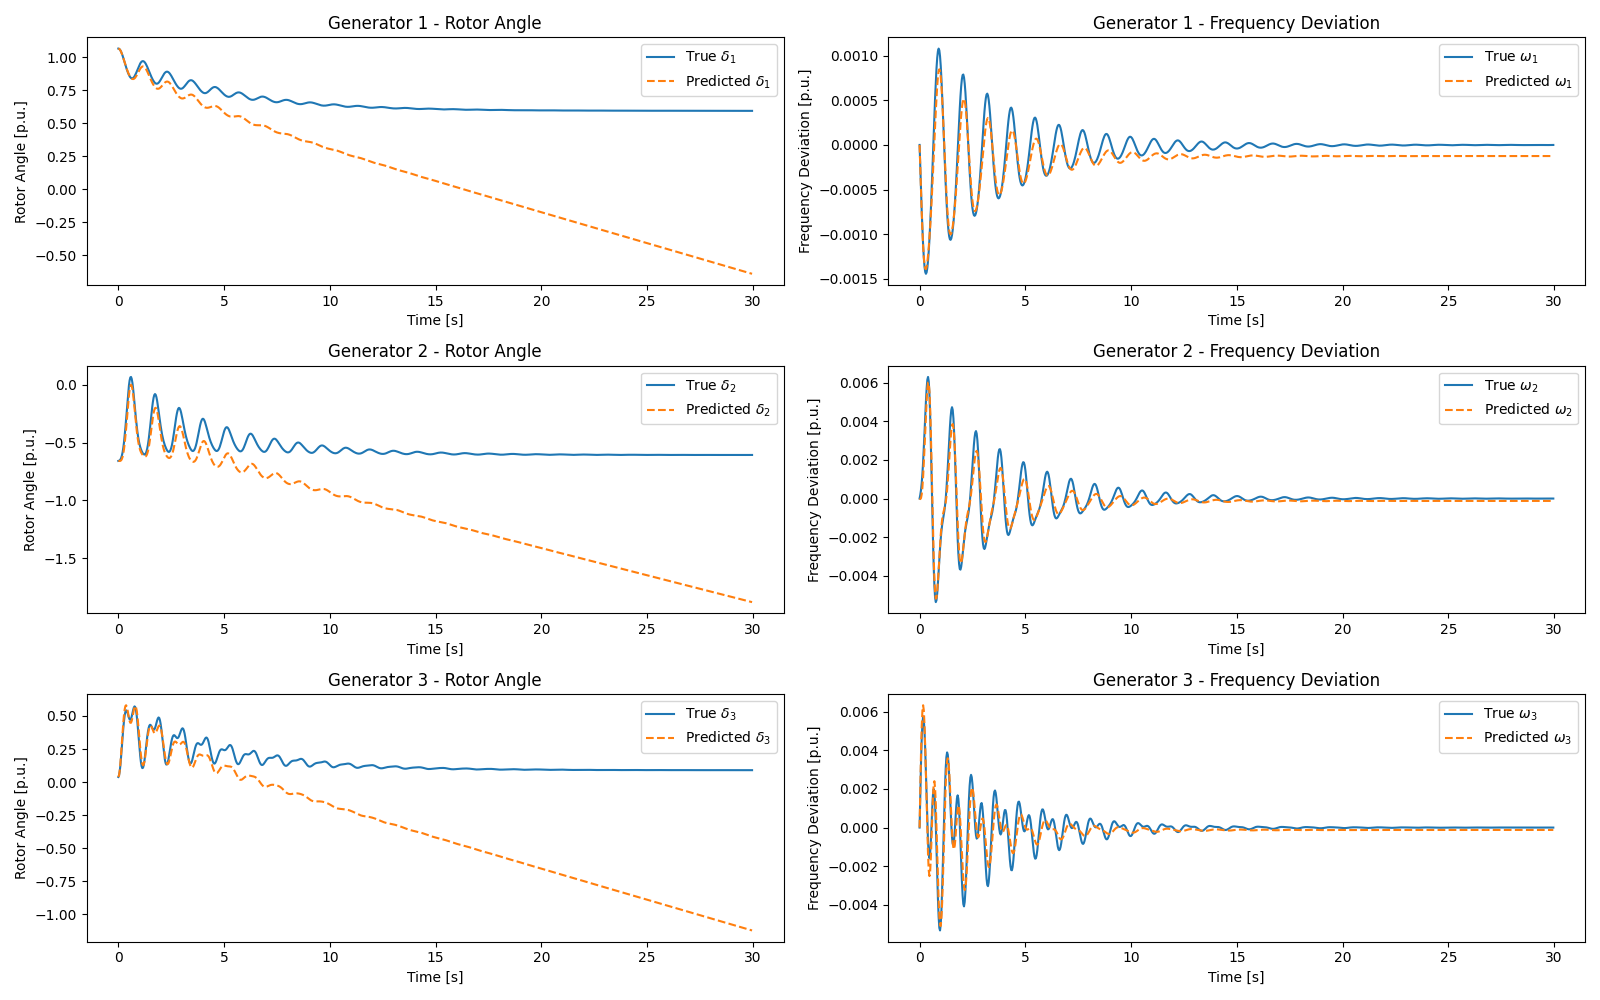 Generator 1 - Rotor Angle
Rotor Angle [p.u.]
1.00
0.75
0.50
0.25
0.00
−0.25
−0.50
True δ1
Predicted δ1
0 5 10 15 20 25 30
Time [s]
Generator 1 - Frequency Deviation
Frequency Deviation [p.u.]
0.0010
0.0005
0.0000
−0.0005
−0.0010
−0.0015
True ω1
Predicted ω1
0 5 10 15 20 25 30
Time [s]
Generator 2 - Rotor Angle
Rotor Angle [p.u.]
0.0
−0.5
−1.0
−1.5
True δ2
Predicted δ2
0 5 10 15 20 25 30
Time [s]
Generator 2 - Frequency Deviation
Frequency Deviation [p.u.]
0.006
0.004
0.002
0.000
−0.002
−0.004
True ω2
Predicted ω2
0 5 10 15 20 25 30
Time [s]
Generator 3 - Rotor Angle
Rotor Angle [p.u.]
0.50
0.25
0.00
−0.25
−0.50
−0.75
−1.00
True δ3
Predicted δ3
0 5 10 15 20 25 30
Time [s]
Generator 3 - Frequency Deviation
Frequency Deviation [p.u.]
0.006
0.004
0.002
0.000
−0.002
−0.004
True ω3
Predicted ω3
0 5 10 15 20 25 30
Time [s]